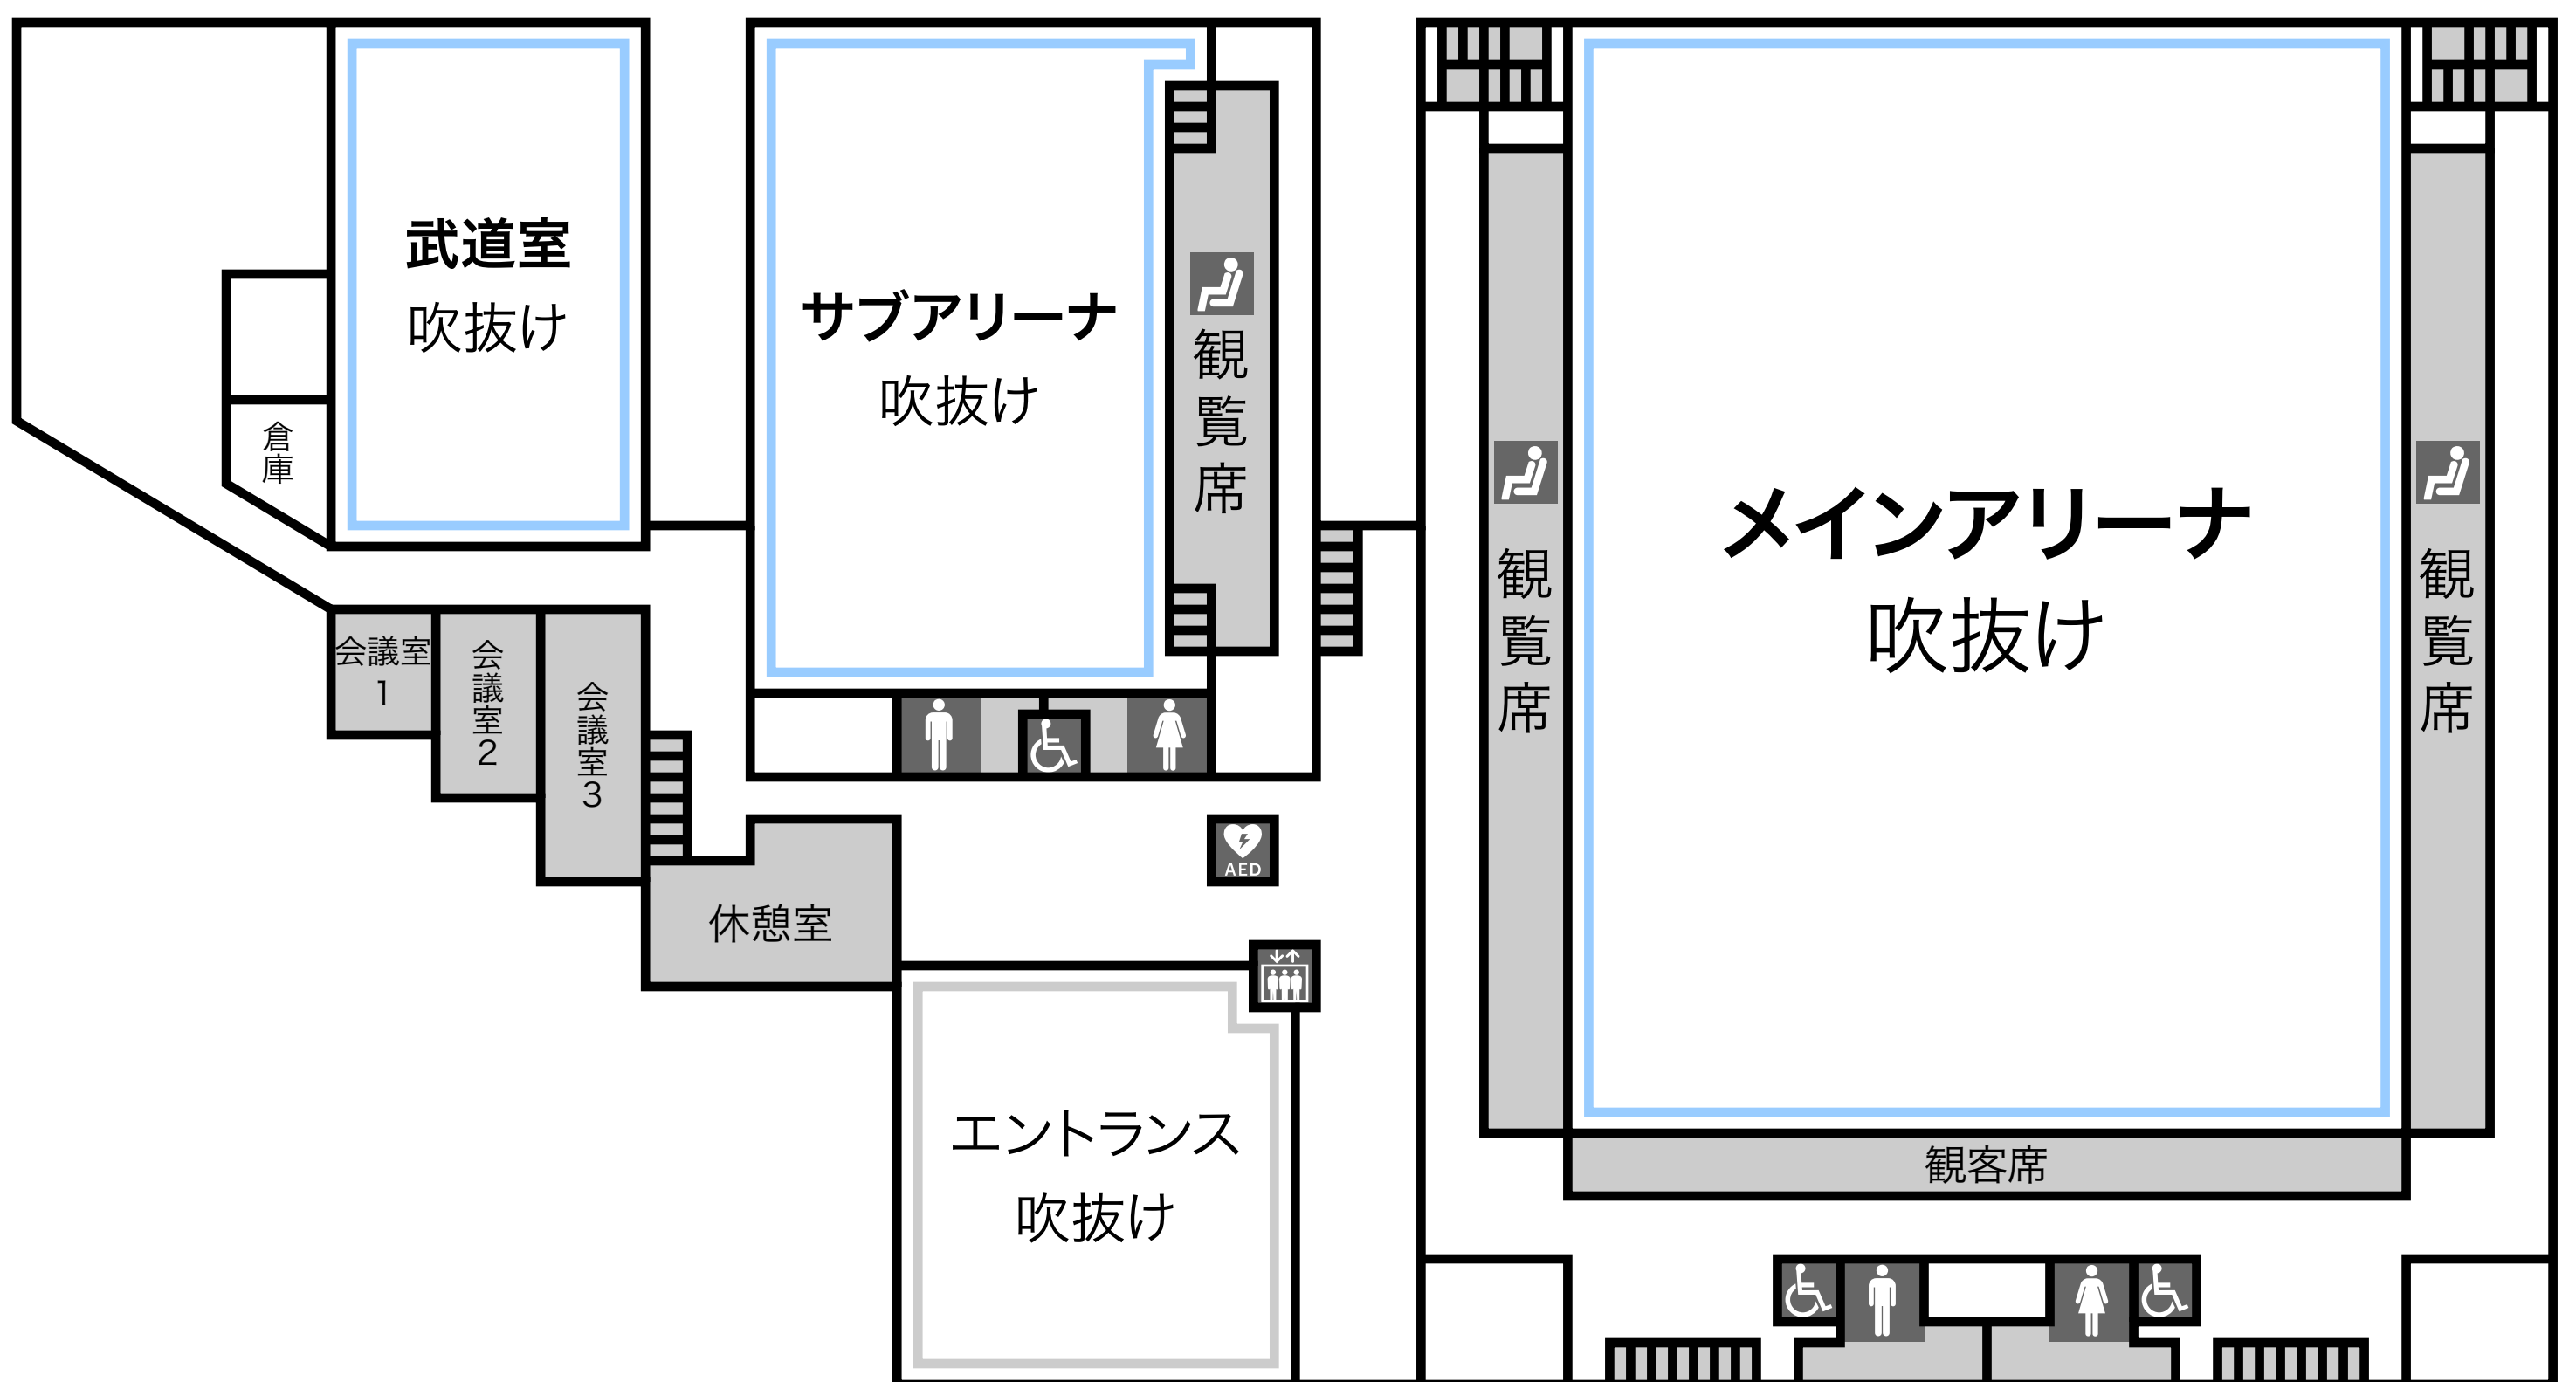 武道室
吹抜け
倉庫
サブアリーナ
吹抜け
観覧席
観覧席
メインアリーナ
吹抜け
観覧席
会議室
1
会議室2
会議室3
AED
休憩室
エントランス
吹抜け
観客席